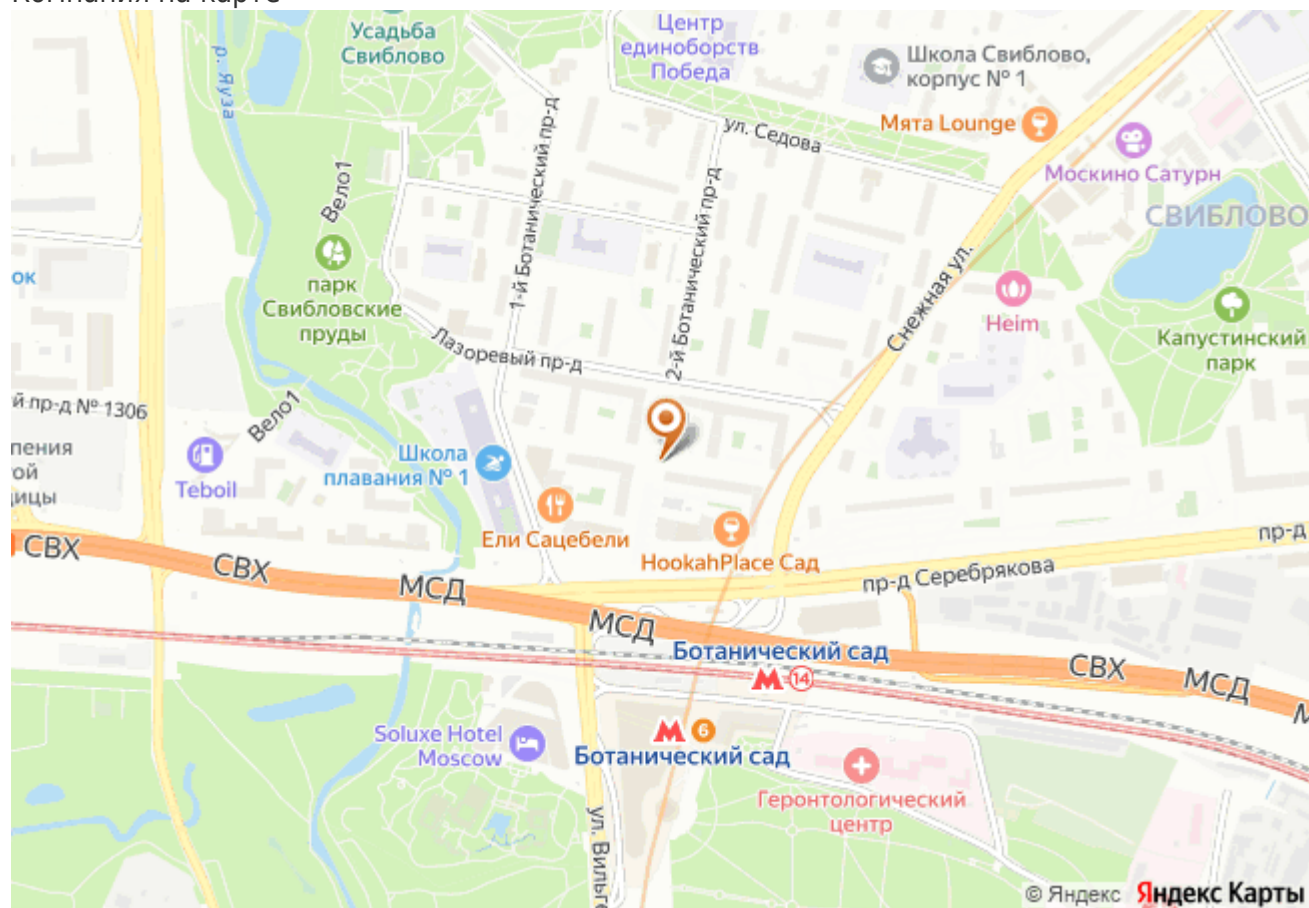 Усадьба
Свиблово
Центр
единоборств
Победа
Школа Свиблово,
корпус № 1
р. Яуза
Мята Lounge
ул. Седова
Москино Сатурн
СВИБЛОВО
1-й Ботанический пр-д
2-й Ботанический пр-д
Вело1
парк
Свибловские
пруды
Снежная ул.
Heim
Капустинский
парк
Лазоревый пр-д
й пр-д № 1306
Вело1
Teboil
Школа
плавания № 1
Ели Сацебели
HookahPlace Сад
пр-д Серебрякова
пр-д
СВХ
СВХ
МСД
МСД
СВХ
МСД
Ботанический сад
14
6
Ботанический сад
Soluxe Hotel
Moscow
Геронтологический
центр
© Яндекс Яндекс Карты